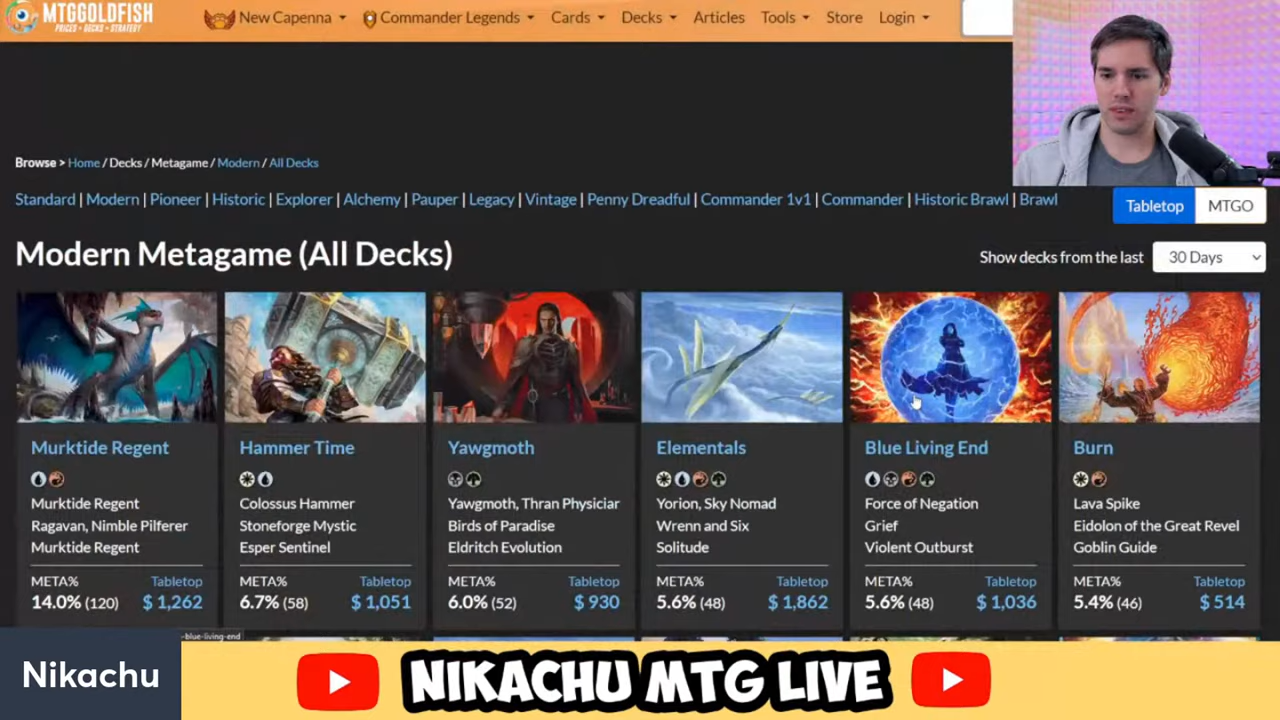 MTGGOLDFISH
PRICES • DECKS • STRATEGY
New Capenna
Commander Legends
Cards
Decks
Articles
Tools
Store
Login
Browse > Home / Decks / Metagame / Modern / All Decks
Standard | Modern | Pioneer | Historic | Explorer | Alchemy | Pauper | Legacy | Vintage | Penny Dreadful | Commander 1v1 | Commander | Historic Brawl | Brawl
Tabletop
MTGO
Modern Metagame (All Decks)
Show decks from the last
30 Days
Murktide Regent
Murktide Regent
Ragavan, Nimble Pilferer
Murktide Regent
META%
Tabletop
14.0% (120)
$ 1,262
Hammer Time
Colossus Hammer
Stoneforge Mystic
Esper Sentinel
META%
Tabletop
6.7% (58)
$ 1,051
Yawgmoth
Yawgmoth, Thran Physiciar
Birds of Paradise
Eldritch Evolution
META%
Tabletop
6.0% (52)
$ 930
Elementals
Yorion, Sky Nomad
Wrenn and Six
Solitude
META%
Tabletop
5.6% (48)
$ 1,862
Blue Living End
Force of Negation
Grief
Violent Outburst
META%
Tabletop
5.6% (48)
$ 1,036
Burn
Lava Spike
Eidolon of the Great Revel
Goblin Guide
META%
Tabletop
5.4% (46)
$ 514
-blue-living-end
Nikachu
NIKACHU MTG LIVE